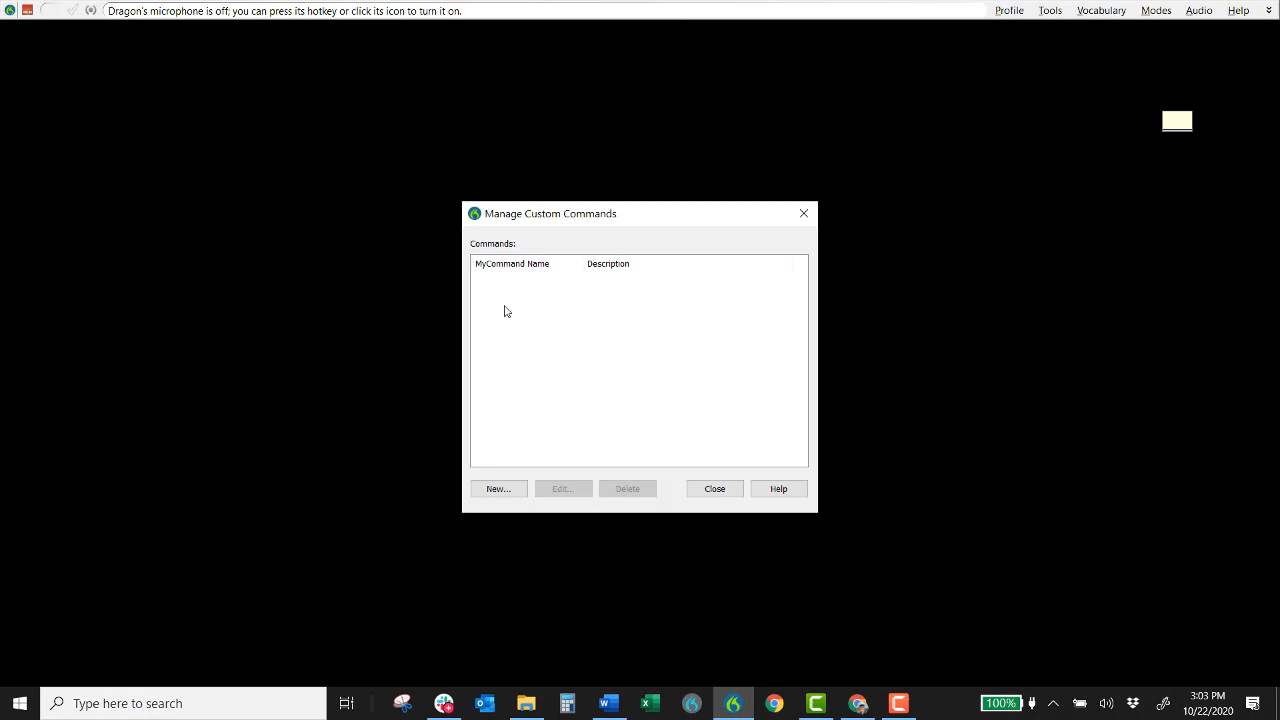 Dragon's microphone is off; you can press its hotkey or click its icon to turn it on.
Profile Tools Vocabulary Modes Audio Help
Manage Custom Commands
Commands:
MyCommand Name Description
New... Edit... Delete Close Help
Type here to search
100%
3:03 PM
10/22/2020